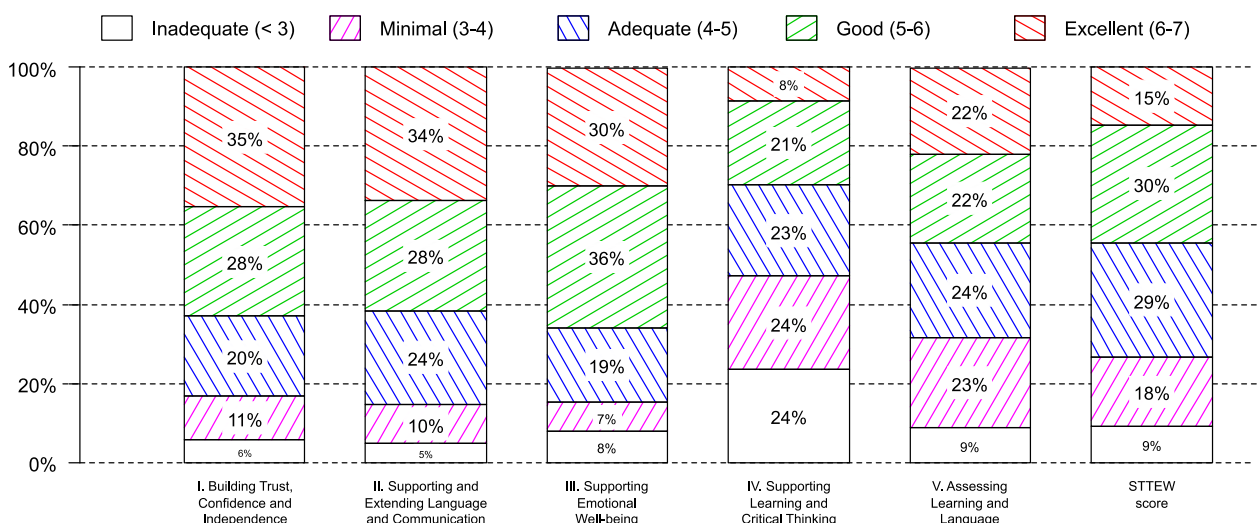 Inadequate (< 3) Minimal (3-4) Adequate (4-5) Good (5-6) Excellent (6-7)
100%
80%
60%
40%
20%
0%
35%
28%
20%
11%
6%
34%
28%
24%
10%
5%
30%
36%
19%
7%
8%
8%
21%
23%
24%
24%
22%
22%
24%
23%
9%
15%
30%
29%
18%
9%
I. Building Trust,
Confidence and
Independence
II. Supporting and
Extending Language
and Communication
III. Supporting
Emotional
Well-being
IV. Supporting
Learning and
Critical Thinking
V. Assessing
Learning and
Language
STTEW
score